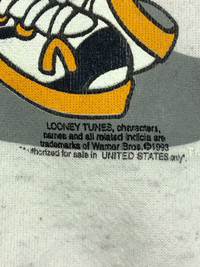 LOONEY TUNES, characters,
names and all related indicia are
trademarks of Warner Bros.©1993
"Authorized for sale in UNITED STATES only".